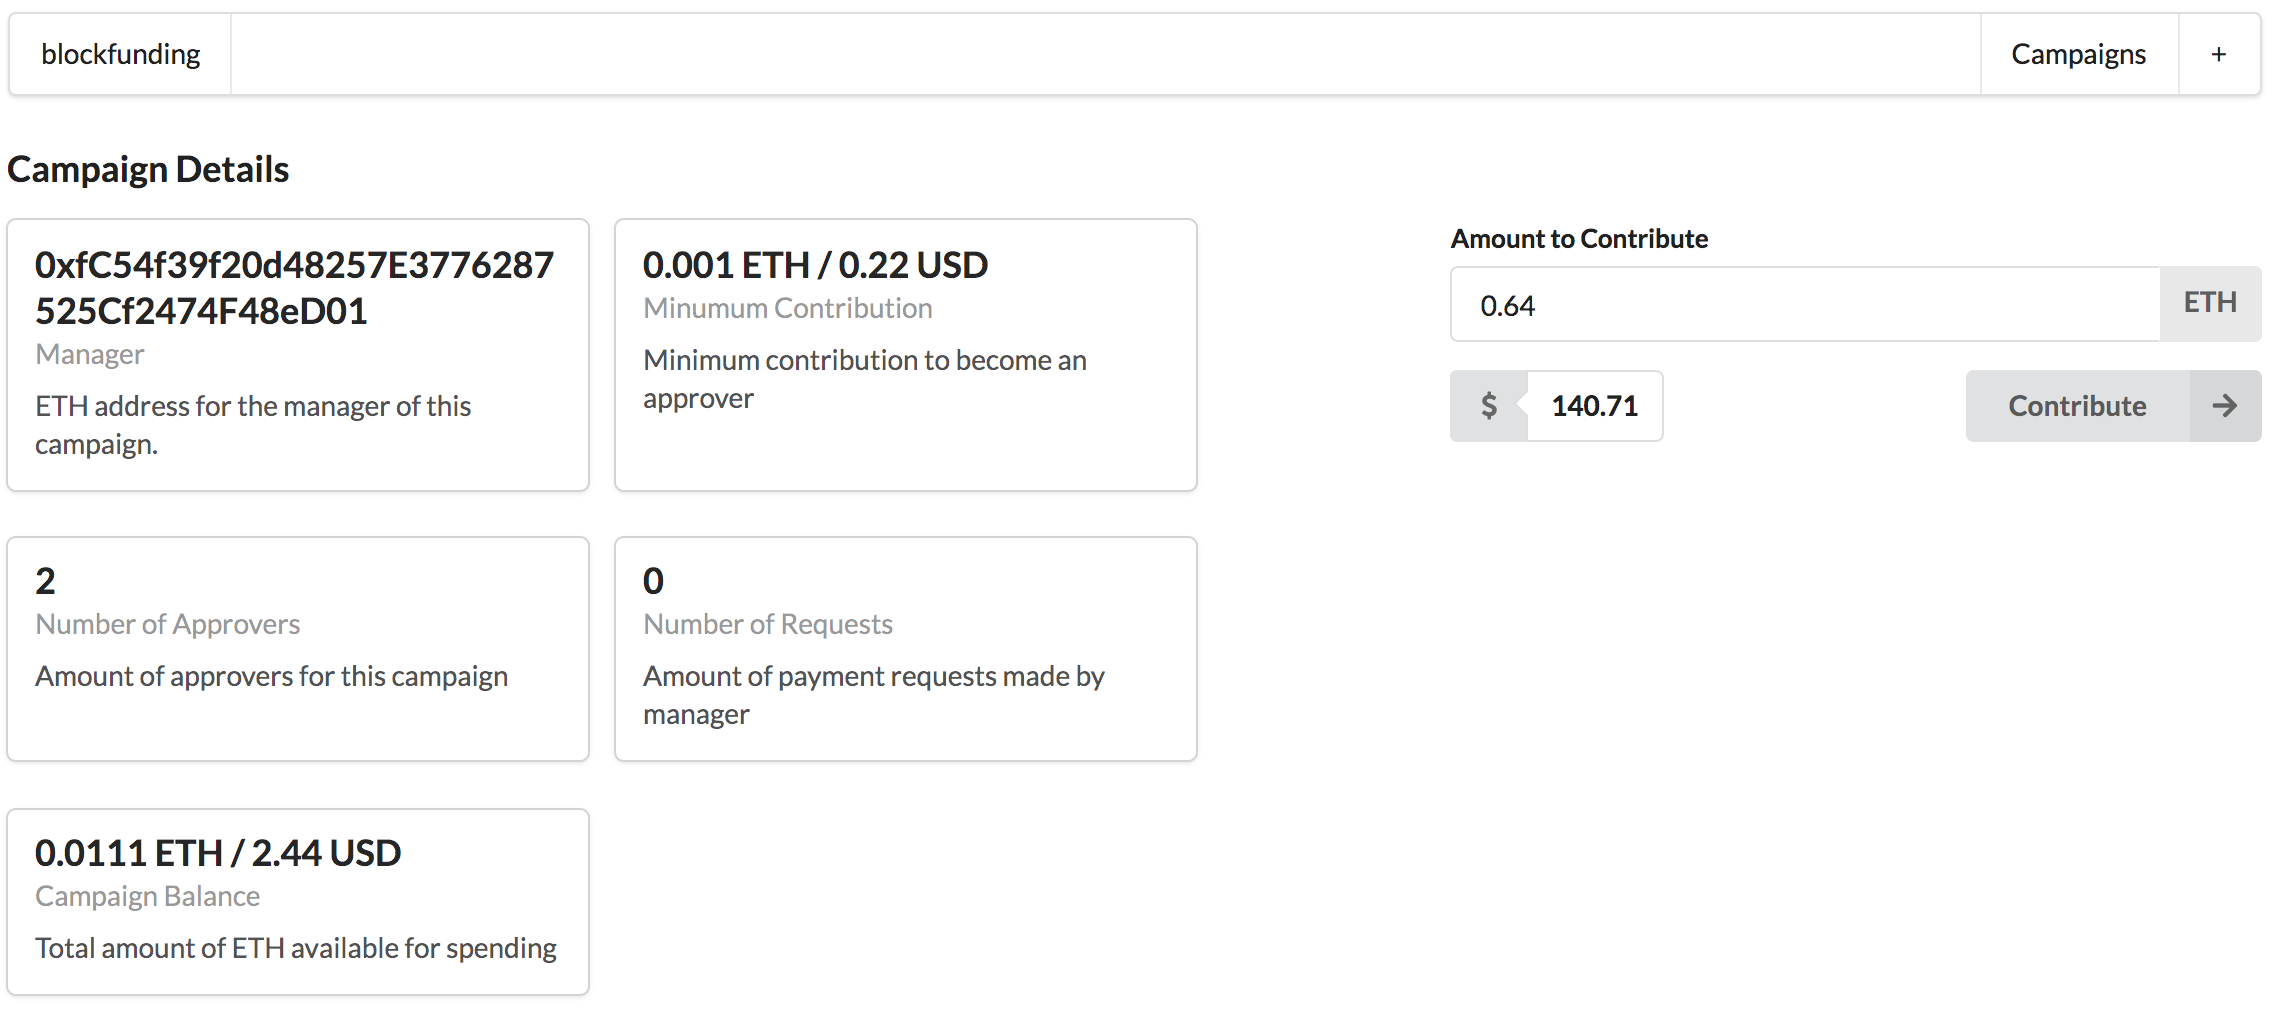 blockfunding
Campaigns
+
Campaign Details
0xfC54f39f20d48257E3776287
525Cf2474F48eD01
Manager
ETH address for the manager of this
campaign.
0.001 ETH / 0.22 USD
Minumum Contribution
Minimum contribution to become an
approver
Amount to Contribute
0.64
ETH
$
140.71
Contribute
2
Number of Approvers
Amount of approvers for this campaign
0
Number of Requests
Amount of payment requests made by
manager
0.0111 ETH / 2.44 USD
Campaign Balance
Total amount of ETH available for spending